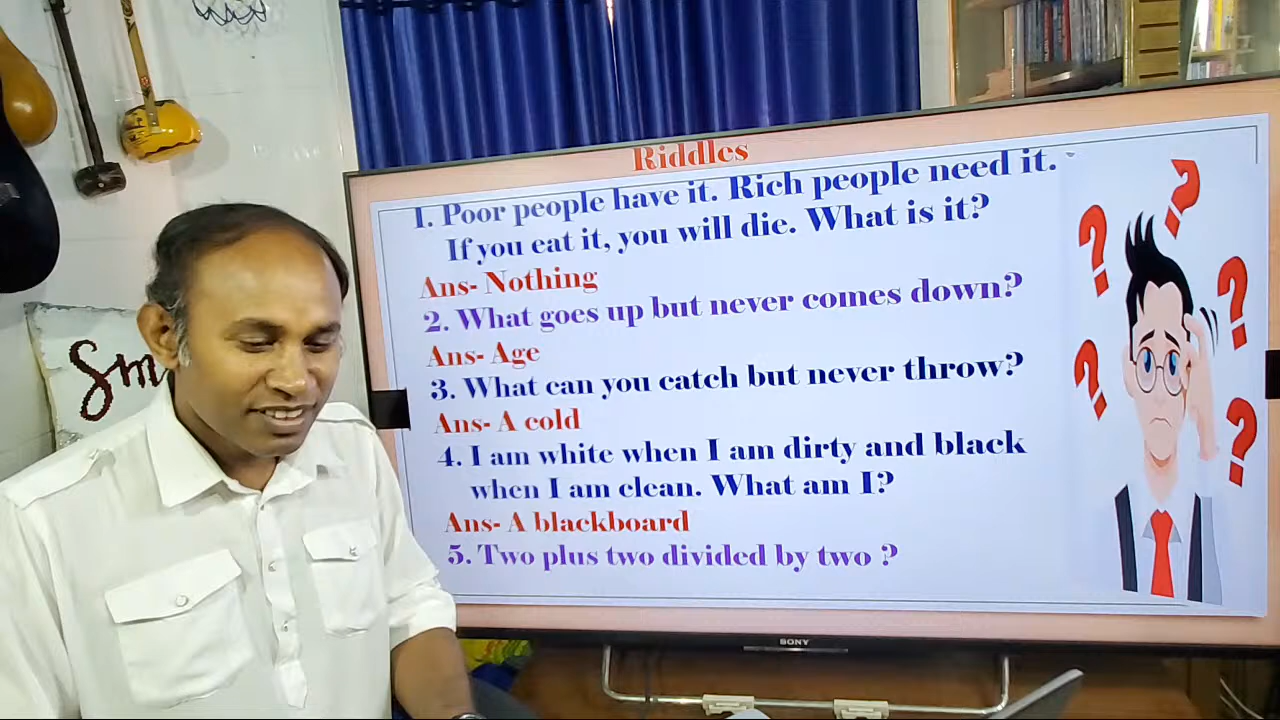 Riddles
1. Poor people have it. Rich people need it.
If you eat it, you will die. What is it?
Ans- Nothing
2. What goes up but never comes down?
Ans- Age
3. What can you catch but never throw?
Ans- A cold
4. I am white when I am dirty and black
when I am clean. What am I?
Ans- A blackboard
5. Two plus two divided by two ?
Sm
SONY